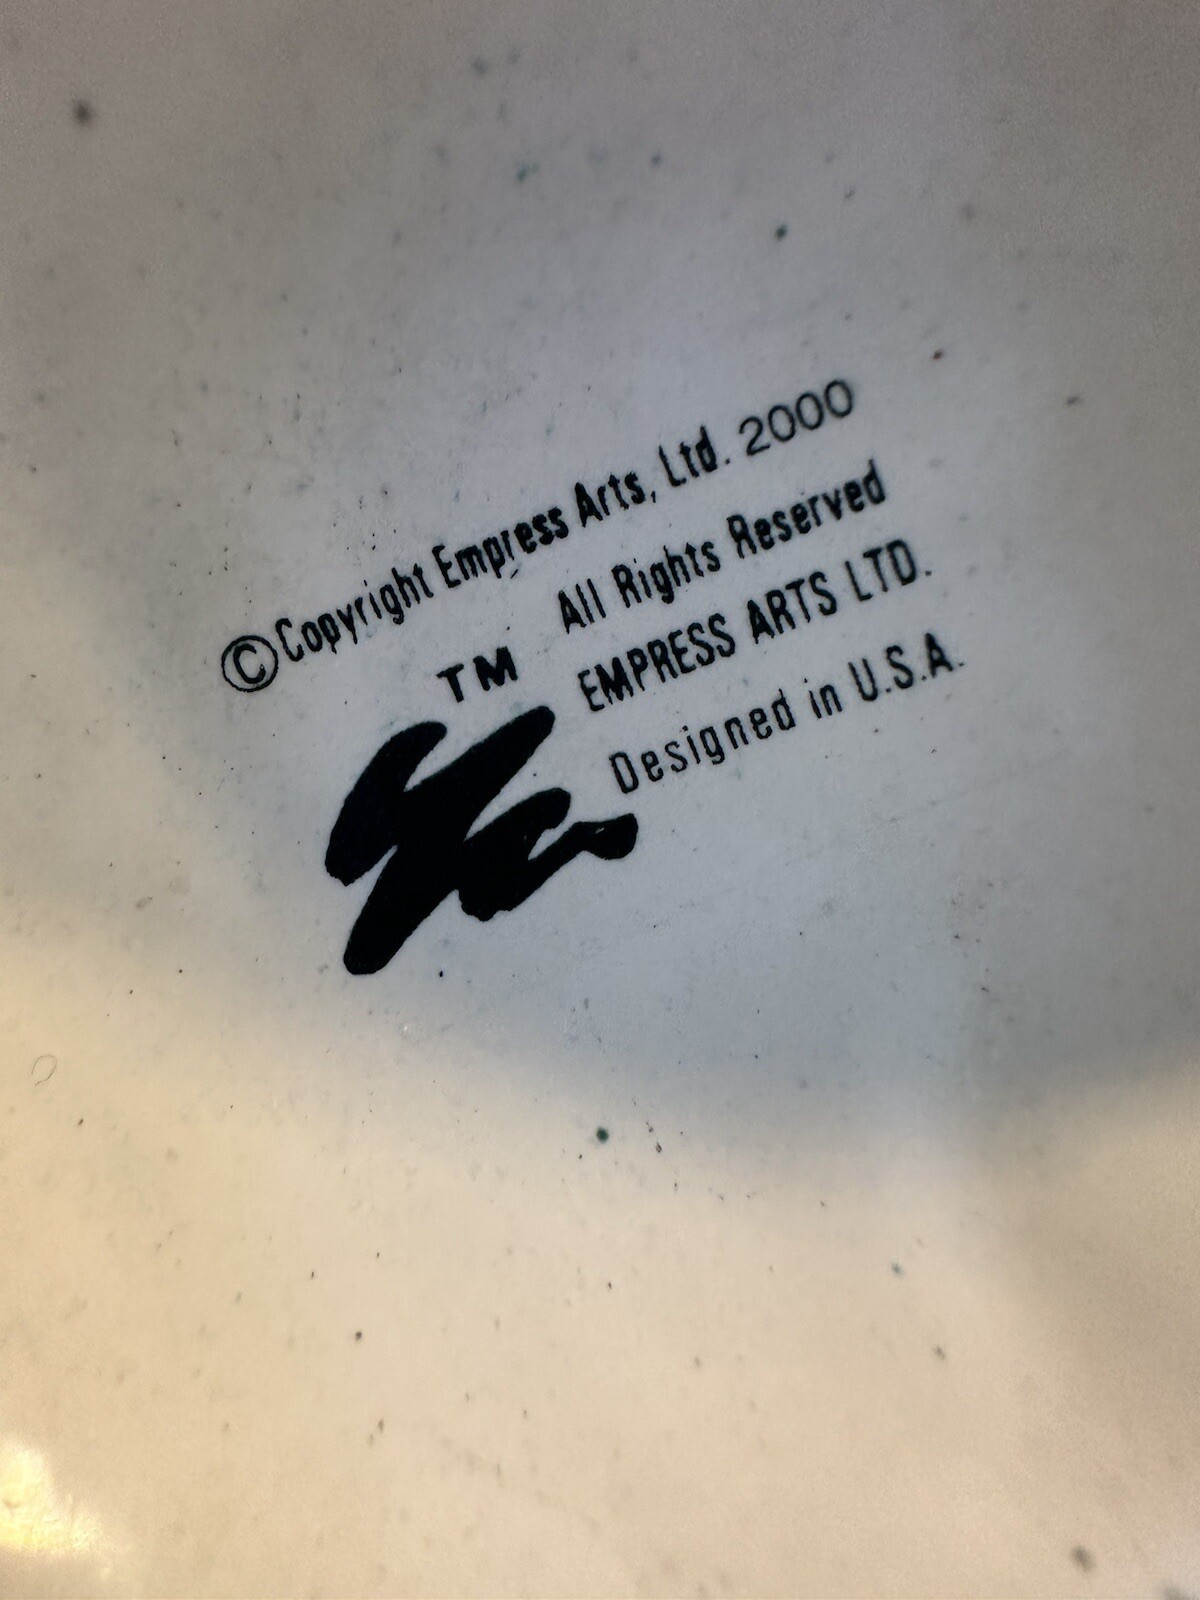 ©Copyright Empress Arts, Ltd. 2000
All Rights Reserved
TM
EMPRESS ARTS LTD.
Designed in U.S.A.